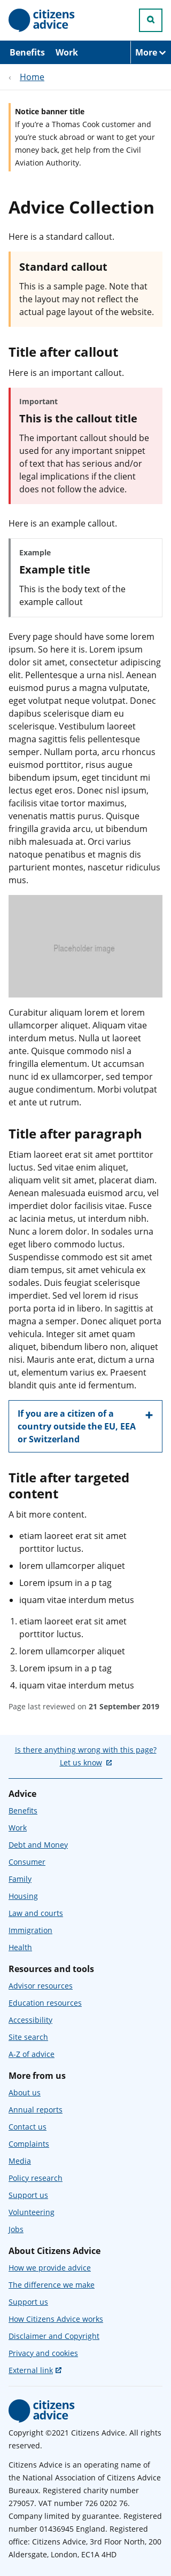 citizens
advice
Benefits Work More
‹ Home
Notice banner title
If you're a Thomas Cook customer and
you're stuck abroad or want to get your
money back, get help from the Civil
Aviation Authority.
Advice Collection
Here is a standard callout.
Standard callout
This is a sample page. Note that
the layout may not reflect the
actual page layout of the website.
Title after callout
Here is an important callout.
Important
This is the callout title
The important callout should be
used for any important snippet
of text that has serious and/or
legal implications if the client
does not follow the advice.
Here is an example callout.
Example
Example title
This is the body text of the
example callout
Every page should have some lorem
ipsum. So here it is. Lorem ipsum
dolor sit amet, consectetur adipiscing
elit. Pellentesque a urna nisl. Aenean
euismod purus a magna vulputate,
eget volutpat neque volutpat. Donec
dapibus scelerisque diam eu
scelerisque. Vestibulum laoreet
magna sagittis felis pellentesque
semper. Nullam porta, arcu rhoncus
euismod porttitor, risus augue
bibendum ipsum, eget tincidunt mi
lectus eget eros. Donec nisl ipsum,
facilisis vitae tortor maximus,
venenatis mattis purus. Quisque
fringilla gravida arcu, ut bibendum
nibh malesuada at. Orci varius
natoque penatibus et magnis dis
parturient montes, nascetur ridiculus
mus.
Placeholder image
Curabitur aliquam lorem et lorem
ullamcorper aliquet. Aliquam vitae
interdum metus. Nulla ut laoreet
ante. Quisque commodo nisl a
fringilla elementum. Ut accumsan
nunc id ex ullamcorper, sed tempor
augue condimentum. Morbi volutpat
et ante ut rutrum.
Title after paragraph
Etiam laoreet erat sit amet porttitor
luctus. Sed vitae enim aliquet,
aliquam velit sit amet, placerat diam.
Aenean malesuada euismod arcu, vel
imperdiet dolor facilisis vitae. Fusce
ac lacinia metus, ut interdum nibh.
Nunc a lorem dolor. In sodales urna
eget libero commodo luctus.
Suspendisse commodo est sit amet
diam tempus, sit amet vehicula ex
sodales. Duis feugiat scelerisque
imperdiet. Sed vel lorem id risus
porta porta id in libero. In sagittis at
magna a semper. Donec aliquet porta
vehicula. Integer sit amet quam
aliquet, bibendum libero non, aliquet
nisi. Mauris ante erat, dictum a urna
ut, elementum varius ex. Praesent
blandit quis ante id fermentum.
If you are a citizen of a
country outside the EU, EEA
or Switzerland
Title after targeted
content
A bit more content.
• etiam laoreet erat sit amet
porttitor luctus.
• lorem ullamcorper aliquet
• Lorem ipsum in a p tag
• iquam vitae interdum metus
1. etiam laoreet erat sit amet
porttitor luctus.
2. lorem ullamcorper aliquet
3. Lorem ipsum in a p tag
4. iquam vitae interdum metus
Page last reviewed on 21 September 2019
Is there anything wrong with this page?
Let us know
Advice
Benefits
Work
Debt and Money
Consumer
Family
Housing
Law and courts
Immigration
Health
Resources and tools
Advisor resources
Education resources
Accessibility
Site search
A-Z of advice
More from us
About us
Annual reports
Contact us
Complaints
Media
Policy research
Support us
Volunteering
Jobs
About Citizens Advice
How we provide advice
The difference we make
Support us
How Citizens Advice works
Disclaimer and Copyright
Privacy and cookies
External link
citizens
advice
Copyright ©2021 Citizens Advice. All rights
reserved.
Citizens Advice is an operating name of
the National Association of Citizens Advice
Bureaux. Registered charity number
279057. VAT number 726 0202 76.
Company limited by guarantee. Registered
number 01436945 England. Registered
office: Citizens Advice, 3rd Floor North, 200
Aldersgate, London, EC1A 4HD